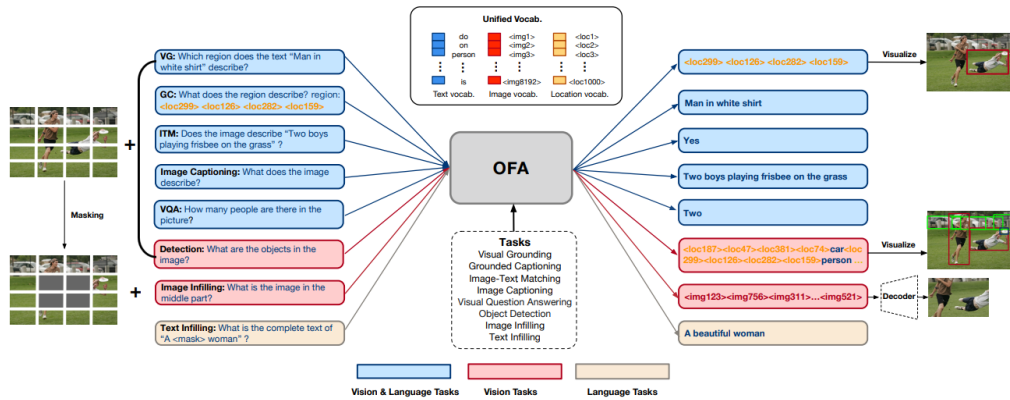 Unified Vocab.
do
on
person
is
Text vocab.
<img1>
<img2>
<img3>
<img8192>
Image vocab.
<loc1>
<loc2>
<loc3>
<loc1000>
Location vocab.
Masking
+
+
VG: Which region does the text “Man in
white shirt” describe?
GC: What does the region describe? region:
<loc299> <loc126> <loc282> <loc159>
ITM: Does the image describe “Two boys
playing frisbee on the grass” ?
Image Captioning: What does the image
describe?
VQA: How many people are there in the
picture?
Detection: What are the objects in the
image?
Image Infilling: What is the image in the
middle part?
Text Infilling: What is the complete text of
“A <mask> woman” ?
OFA
Tasks
Visual Grounding
Grounded Captioning
Image-Text Matching
Image Captioning
Visual Question Answering
Object Detection
Image Infilling
Text Infilling
<loc299> <loc126> <loc282> <loc159>
Visualize
Man in white shirt
Yes
Two boys playing frisbee on the grass
Two
<loc187><loc47><loc381><loc74>car<loc
299><loc126><loc282><loc159>person ...
Visualize
<img123><img756><img311>...<img521>
Decoder
A beautiful woman
Vision & Language Tasks
Vision Tasks
Language Tasks